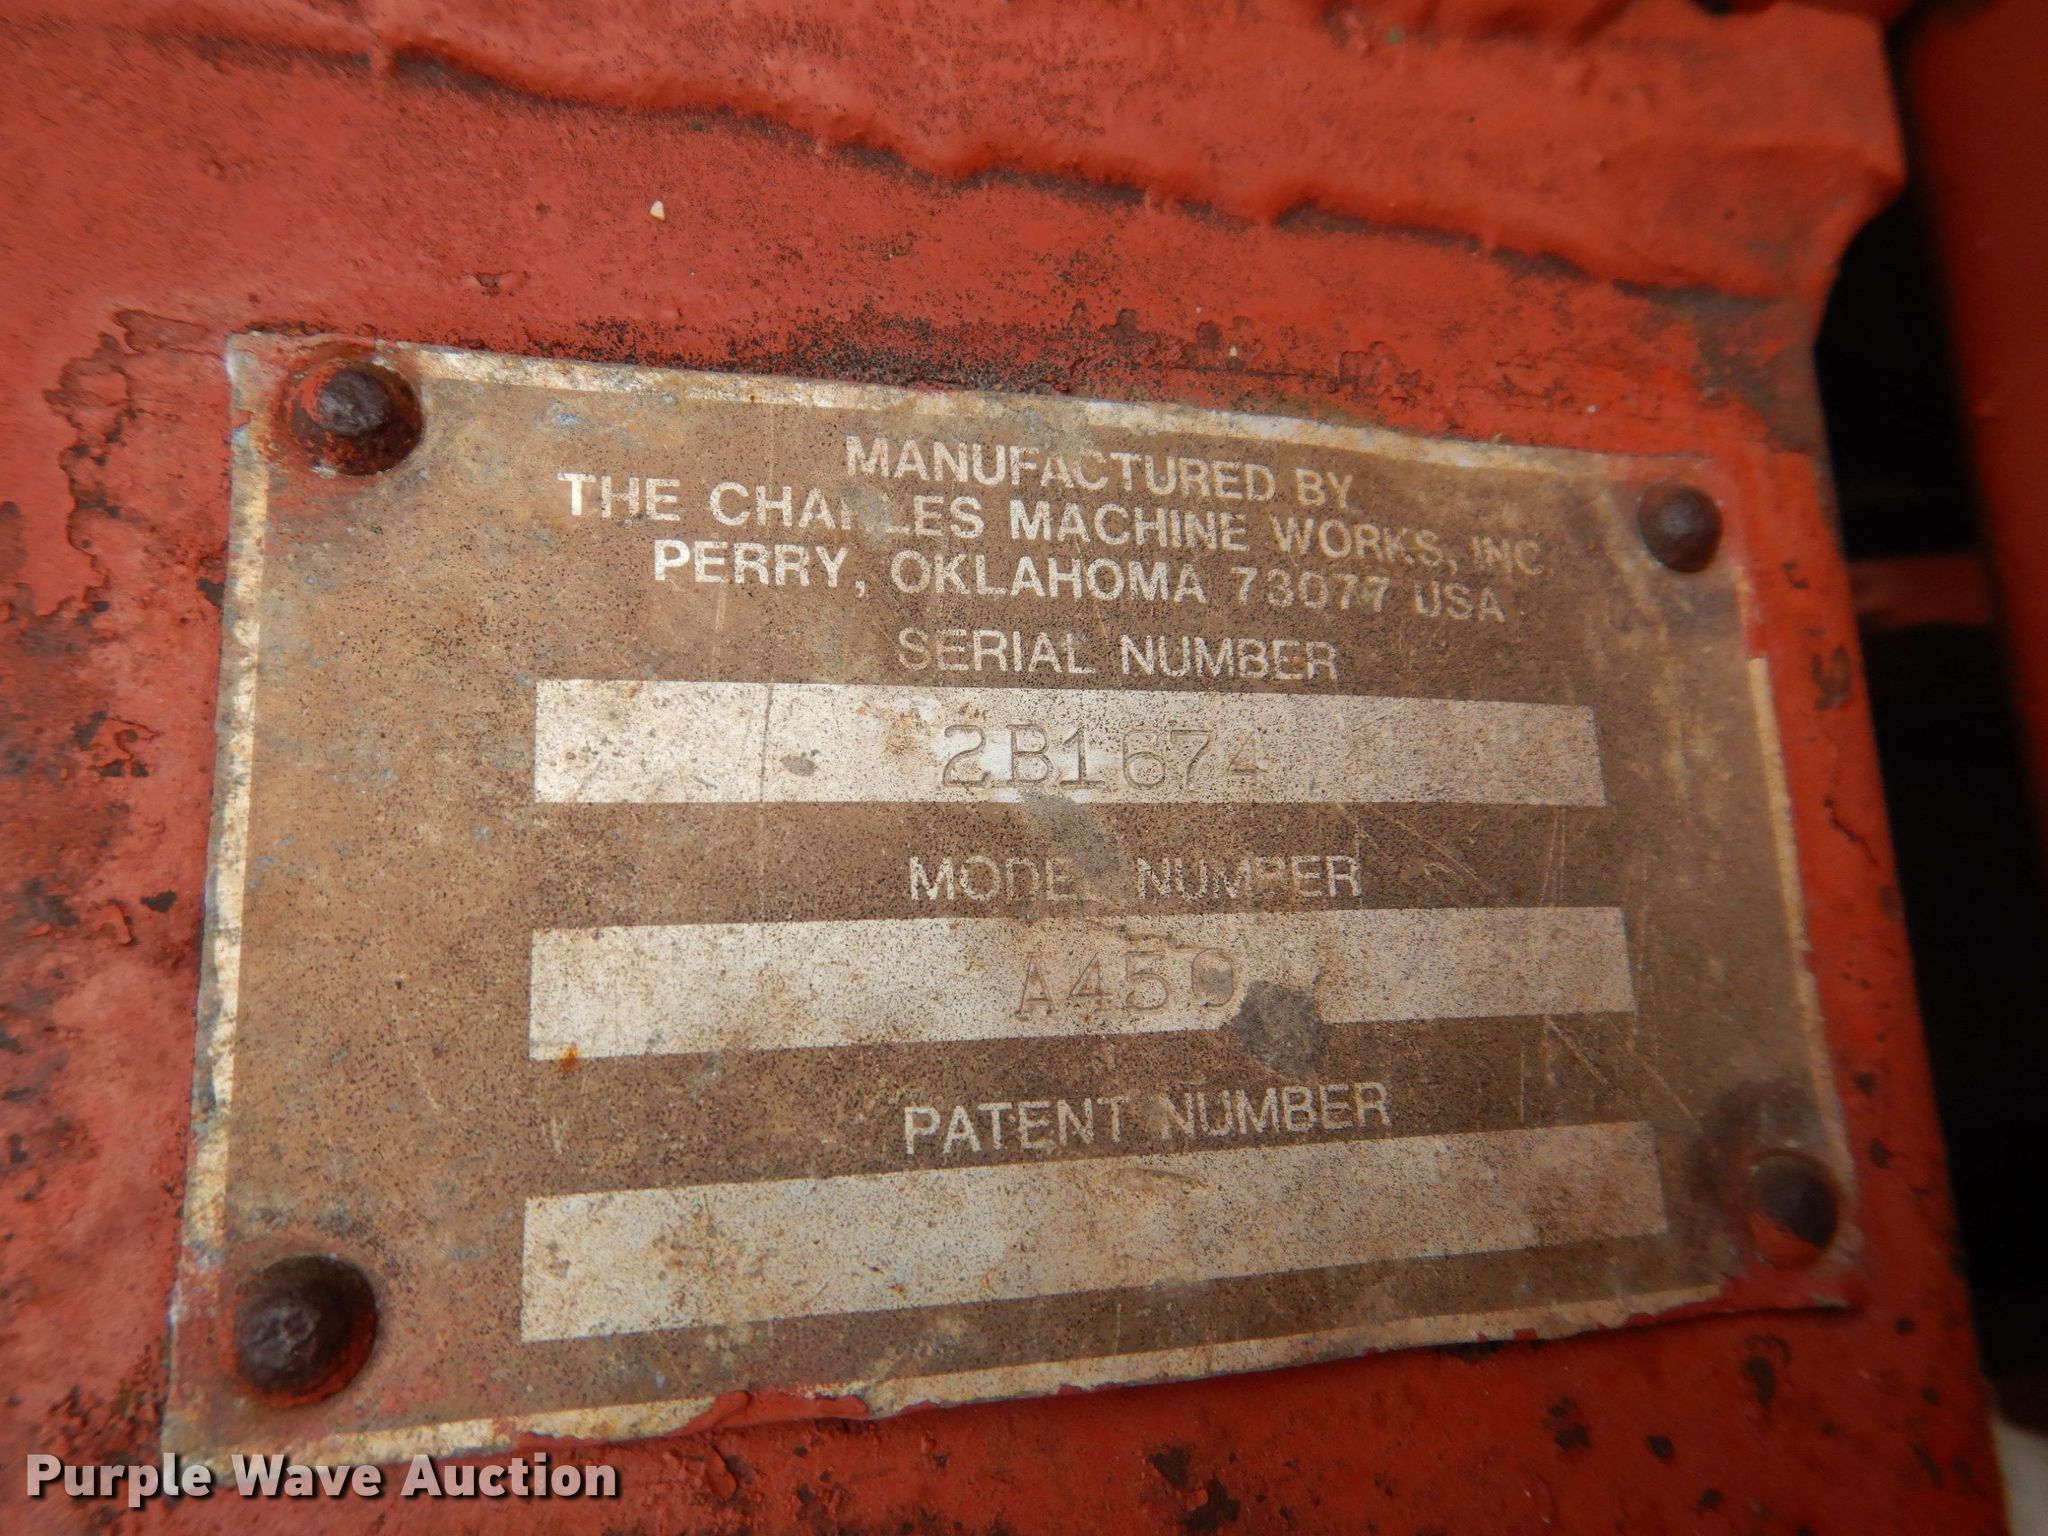 MANUFACTURED BY
THE CHARLES MACHINE WORKS, INC
PERRY, OKLAHOMA 73077 USA
SERIAL NUMBER
2B1674
MODEL NUMBER
A450
PATENT NUMBER
Purple Wave Auction